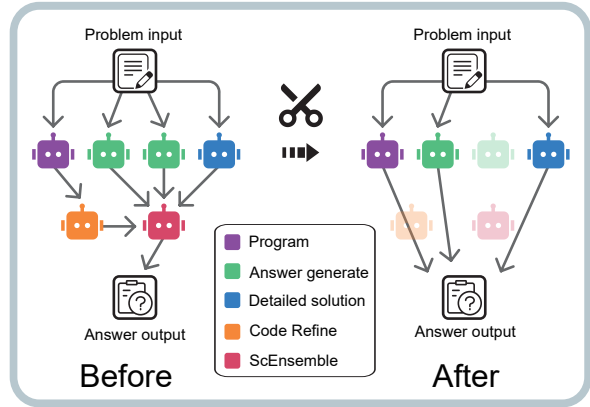 Problem input
Problem input
Program
Answer generate
Detailed solution
Code Refine
ScEnsemble
Answer output
Answer output
Before
After